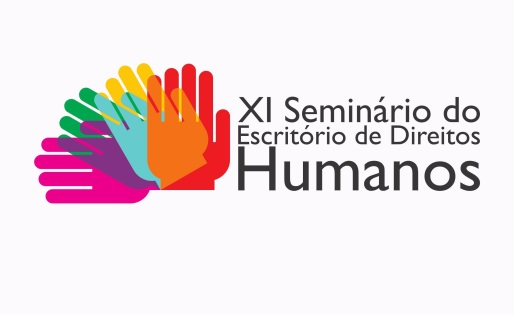 XI Seminário do
Escritório de Direitos
Humanos